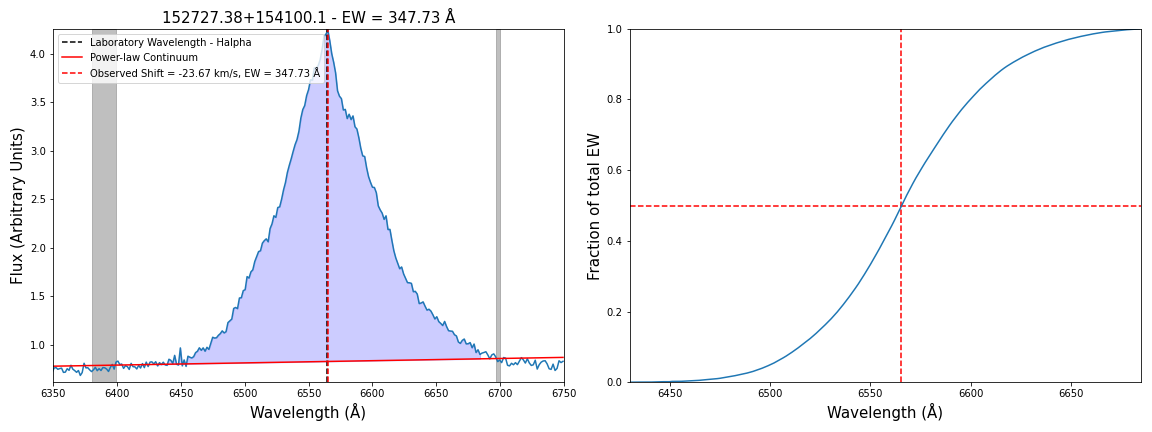 152727.38+154100.1 - EW = 347.73 Å
Laboratory Wavelength - Halpha
Power-law Continuum
Observed Shift = -23.67 km/s, EW = 347.73 Å
Flux (Arbitrary Units)
4.0
3.5
3.0
2.5
2.0
1.5
1.0
6350 6400 6450 6500 6550 6600 6650 6700 6750
Wavelength (Å)
Fraction of total EW
1.0
0.8
0.6
0.4
0.2
0.0
6450 6500 6550 6600 6650
Wavelength (Å)